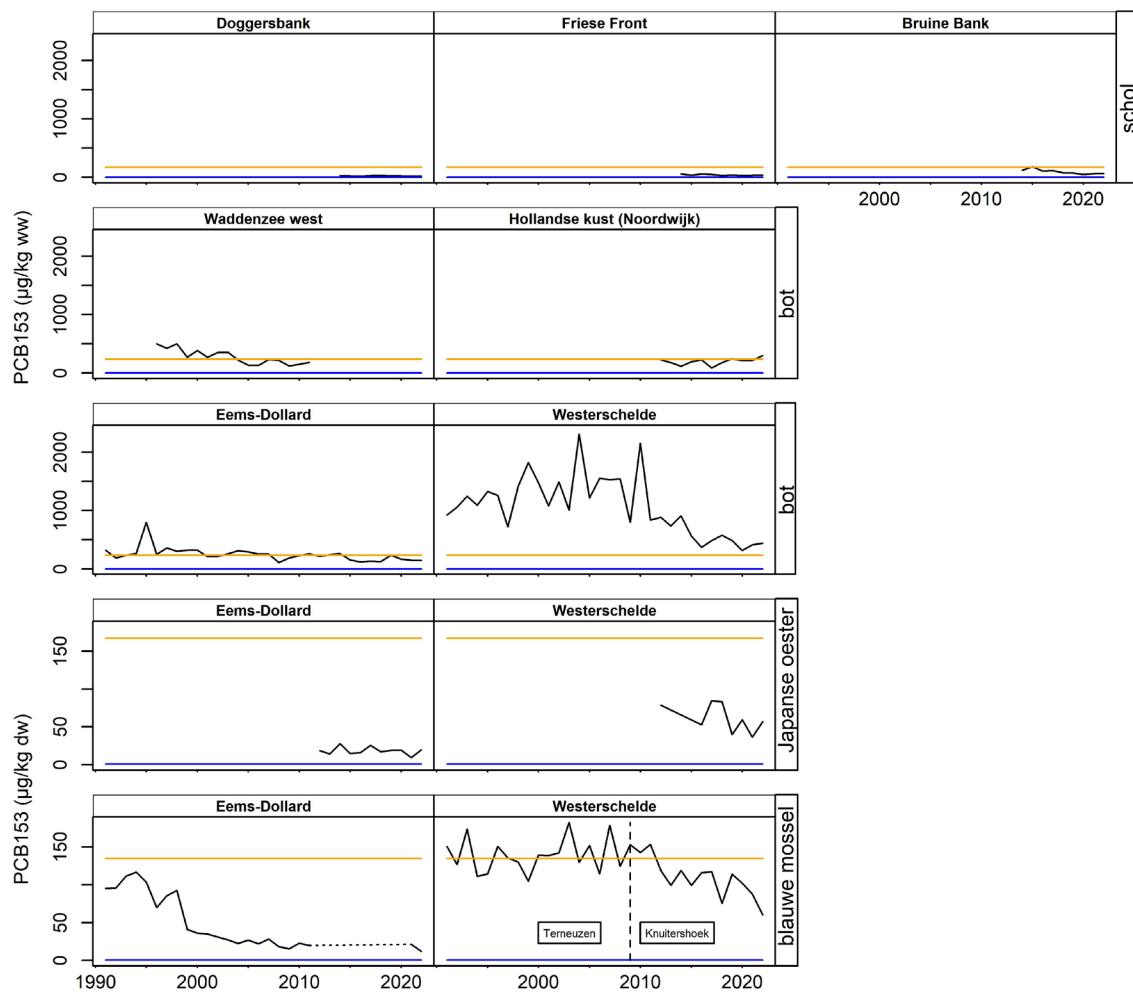 Doggersbank Friese Front Bruine Bank
0 1000 2000
schol
2000 2010 2020
Waddenzee west Hollandse kust (Noordwijk)
0 1000 2000
bot
PCB153 (µg/kg ww)
Eems-Dollard Westerschelde
0 1000 2000
bot
Eems-Dollard Westerschelde
0 50 150
Japanse oester
PCB153 (µg/kg dw)
Eems-Dollard Westerschelde
0 50 150
Terneuzen Knuitershoek
blauwe mossel
1990 2000 2010 2020 2000 2010 2020